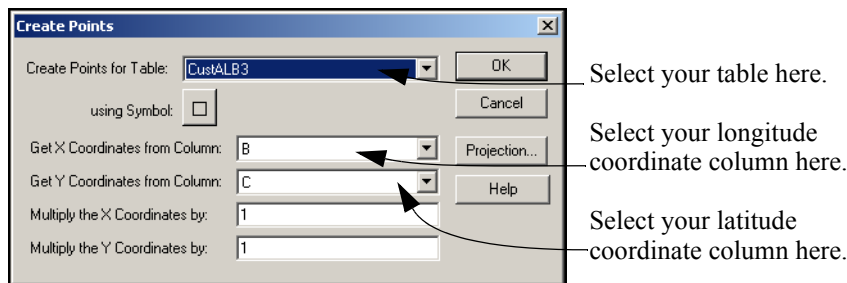 Create Points
Create Points for Table: CustALB3
OK
using Symbol:
Cancel
Get X Coordinates from Column: B
Projection...
Get Y Coordinates from Column: C
Help
Multiply the X Coordinates by: 1
Multiply the Y Coordinates by: 1
Select your table here.
Select your longitude
coordinate column here.
Select your latitude
coordinate column here.